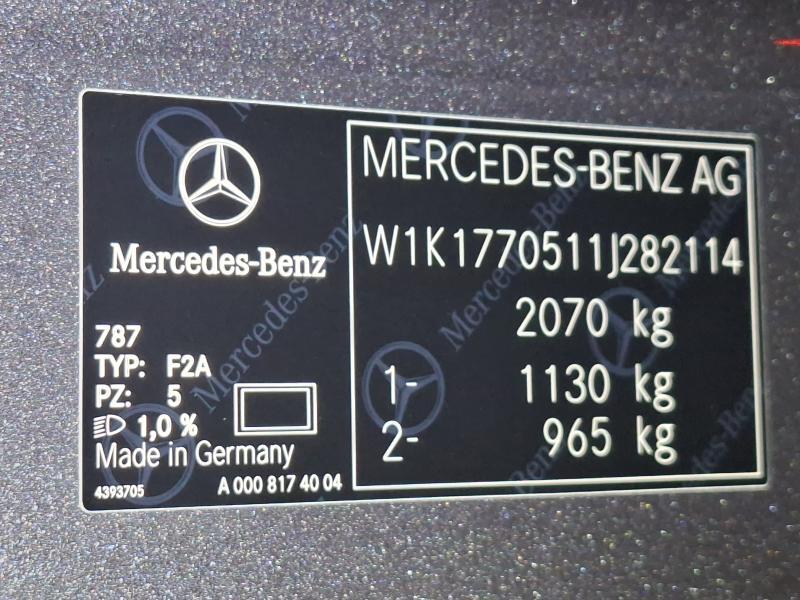 Mercedes-Benz
787
TYP: F2A
PZ: 5
1,0 %
Made in Germany
4393705 A 000 817 40 04
MERCEDES-BENZ AG
W1K1770511J282114
2070 kg
1- 1130 kg
2- 965 kg